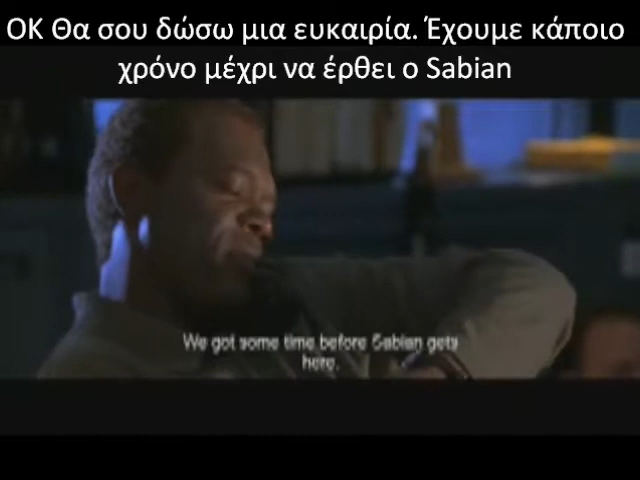 ΟΚ Θα σου δώσω μια ευκαιρία. Έχουμε κάποιο
χρόνο μέχρι να έρθει ο Sabian
We got some time before Sabian gets
here.